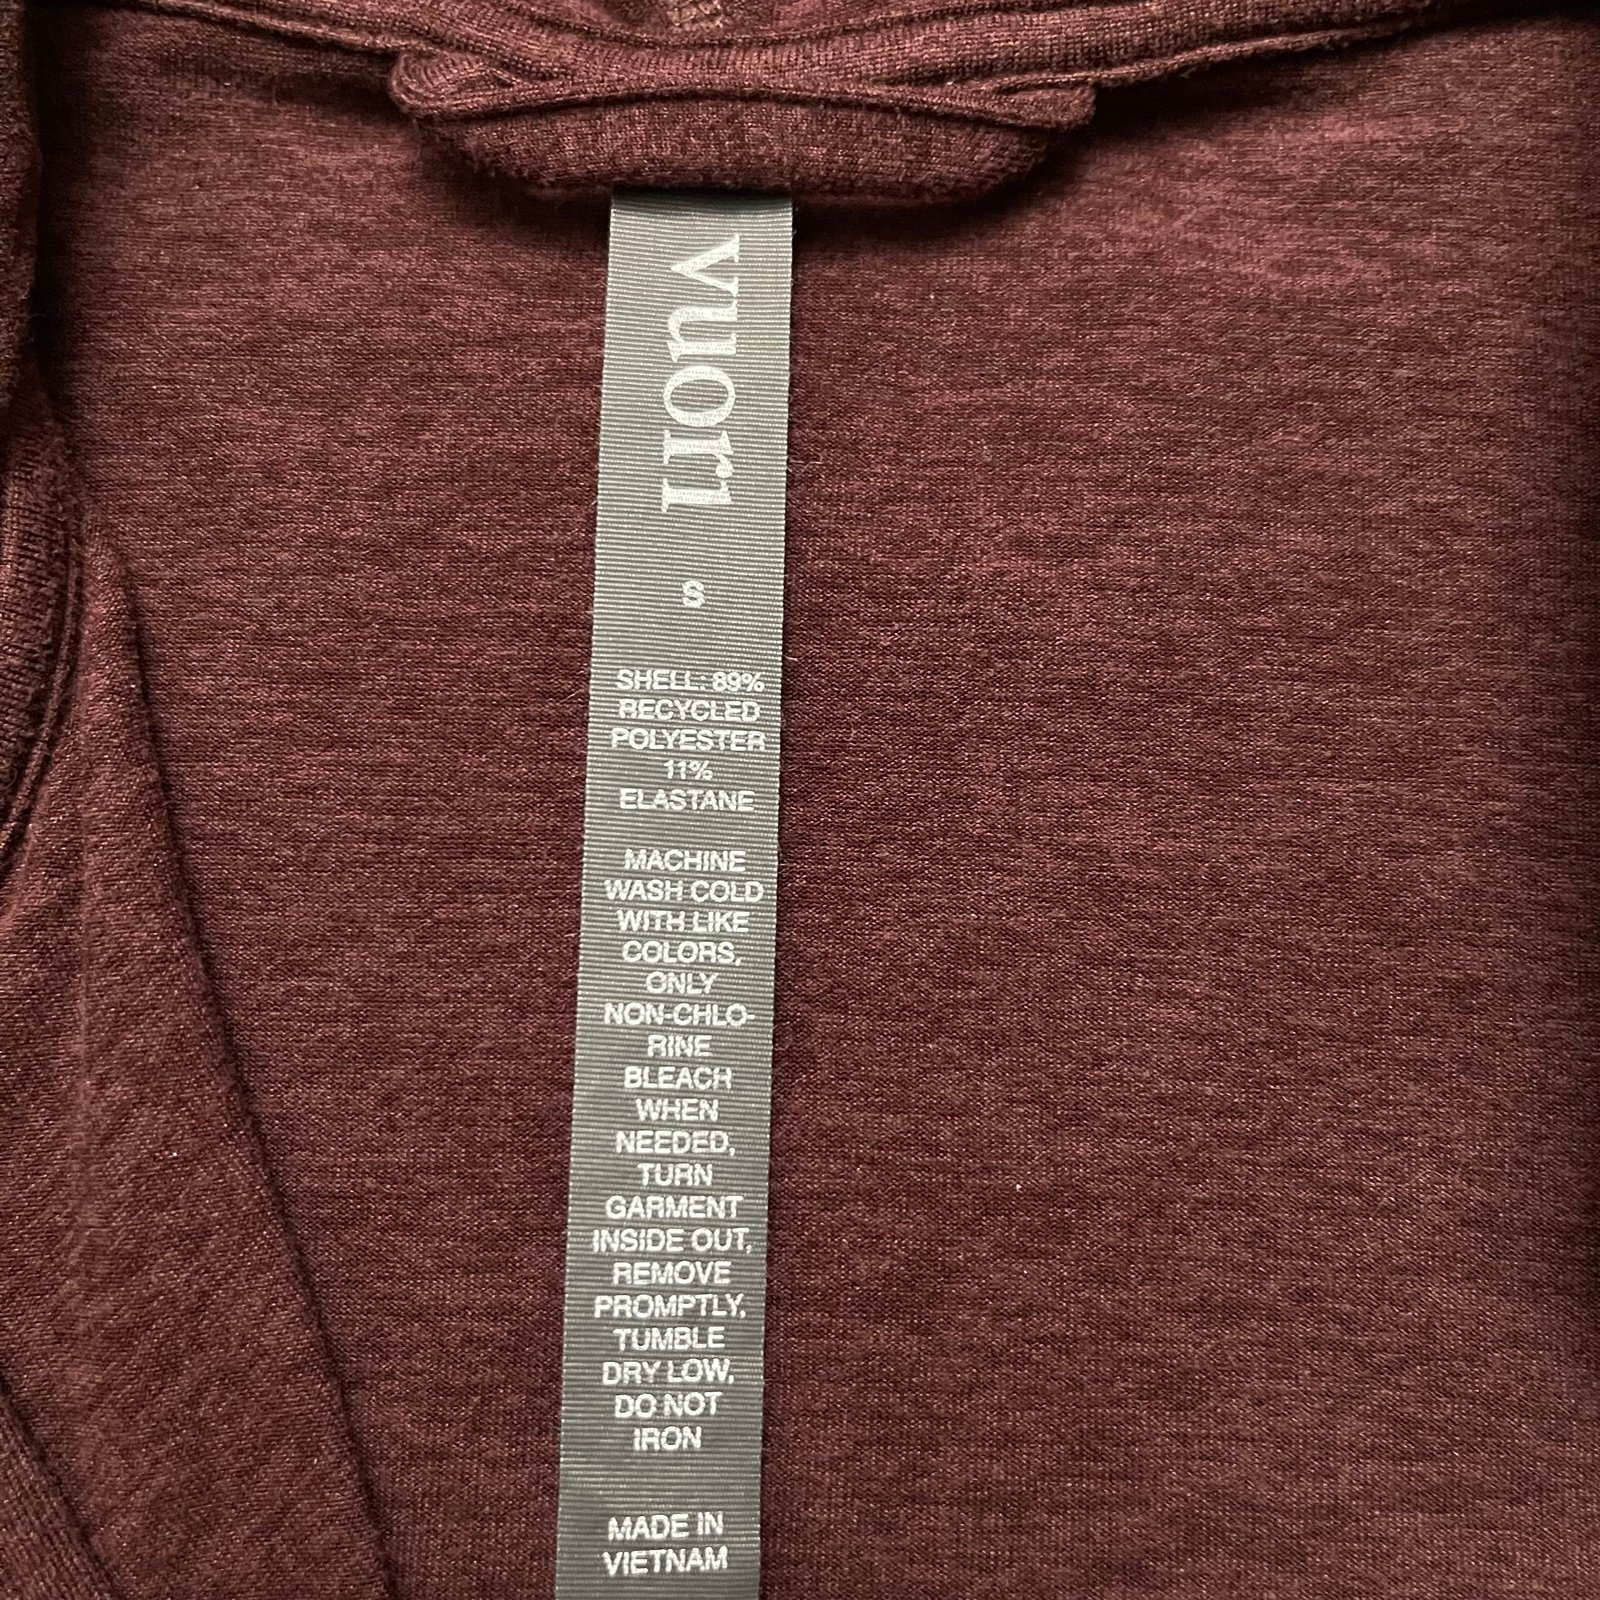 vuori
S
SHELL: 89%
RECYCLED
POLYESTER
11%
ELASTANE
MACHINE
WASH COLD
WITH LIKE
COLORS,
ONLY
NON-CHLO-
RINE
BLEACH
WHEN
NEEDED,
TURN
GARMENT
INSIDE OUT,
REMOVE
PROMPTLY,
TUMBLE
DRY LOW,
DO NOT
IRON
MADE IN
VIETNAM